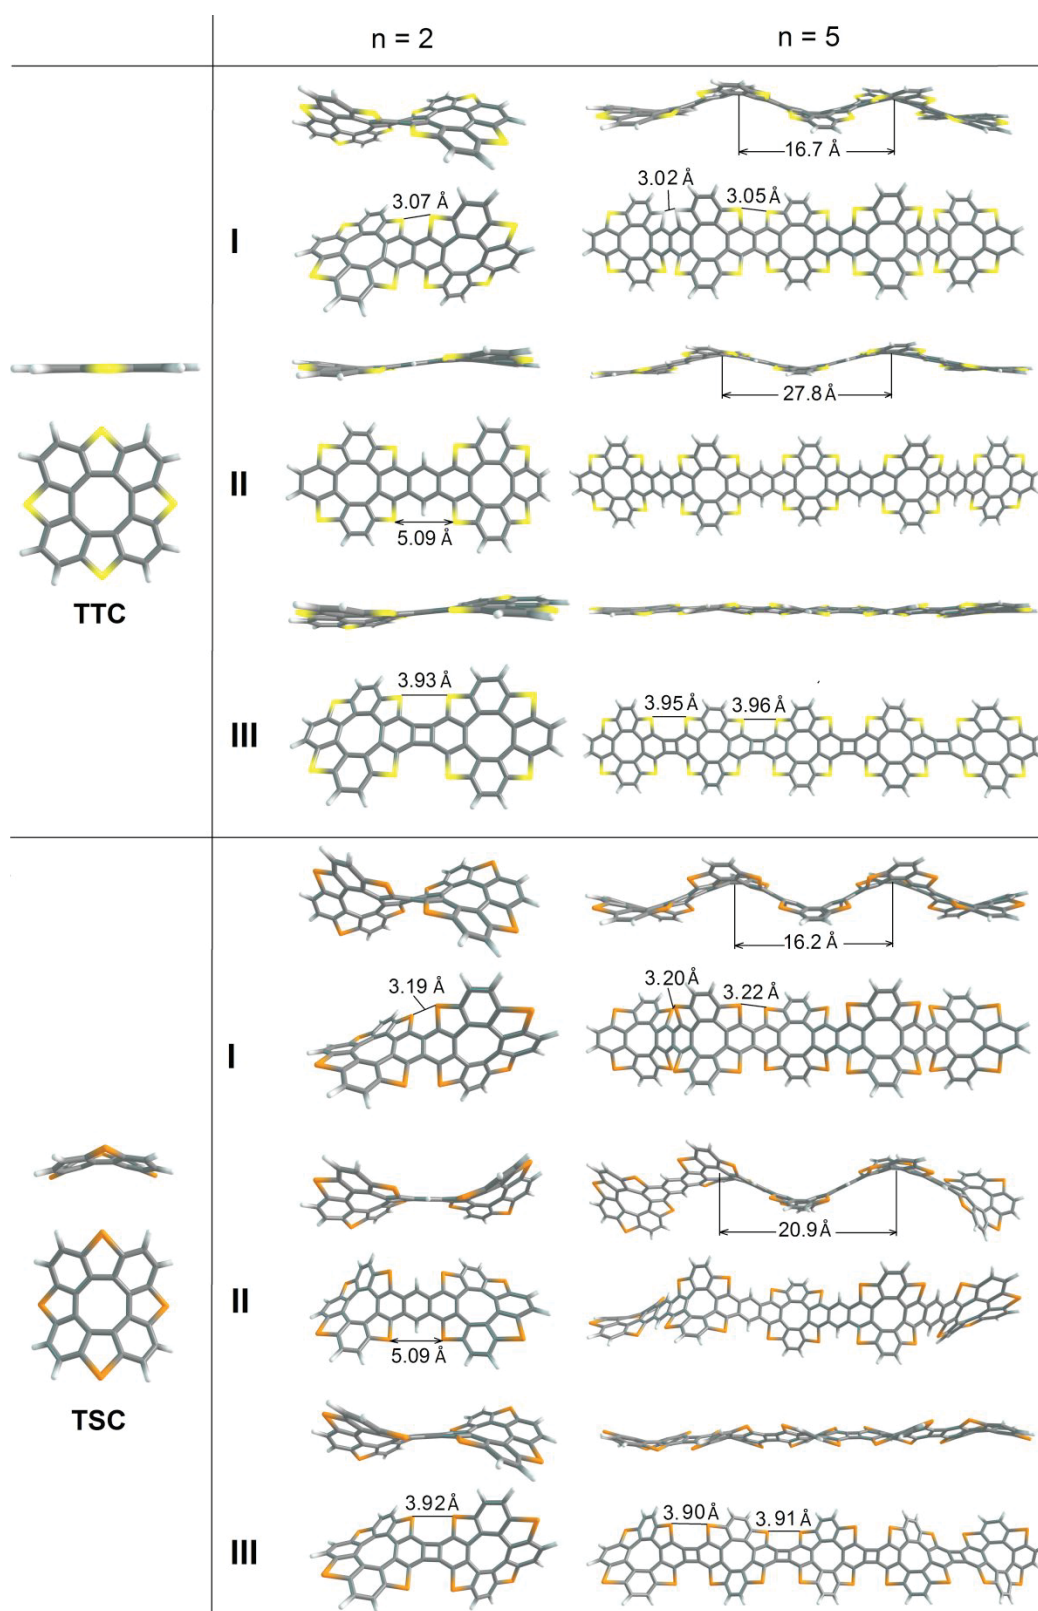 n = 2
n = 5
16.7 Å
3.07 Å
3.02 Å
3.05 Å
I
27.8 Å
II
5.09 Å
TTC
3.93 Å
3.95 Å
3.96 Å
III
16.2 Å
3.19 Å
3.20 Å
3.22 Å
I
20.9 Å
II
5.09 Å
TSC
3.92 Å
3.90 Å
3.91 Å
III